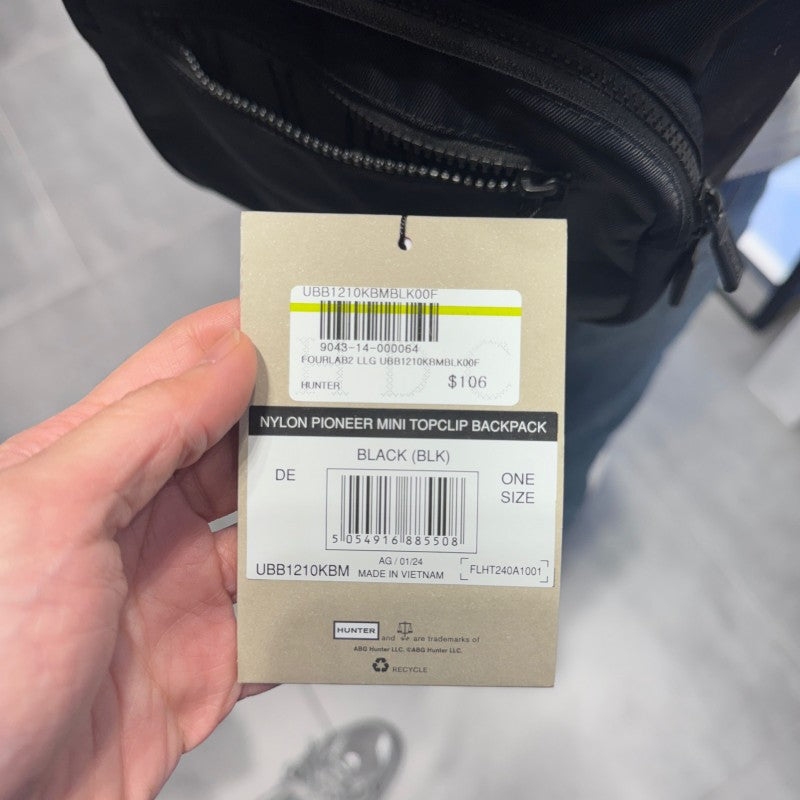 UBB1210KBMBLK00F
9043-14-000064
FOURLAB2 LLG UBB1210KBMBLK00F
HUNTER $106
NYLON PIONEER MINI TOPCLIP BACKPACK
BLACK (BLK)
DE
ONE
SIZE
5 054916 885508
AG / 01/24
UBB1210KBM MADE IN VIETNAM FLHT240A1001
HUNTER and are trademarks of
ABG Hunter LLC. ©ABG Hunter LLC.
RECYCLE